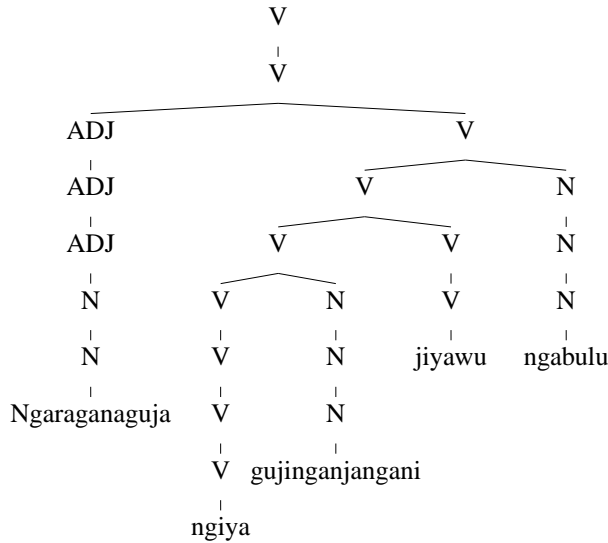 V
V
ADJ V
ADJ V N
ADJ V V N
N V N V N
N V N jiyawu ngabulu
Ngaraganaguja V N
V gujinganjangani
ngiya